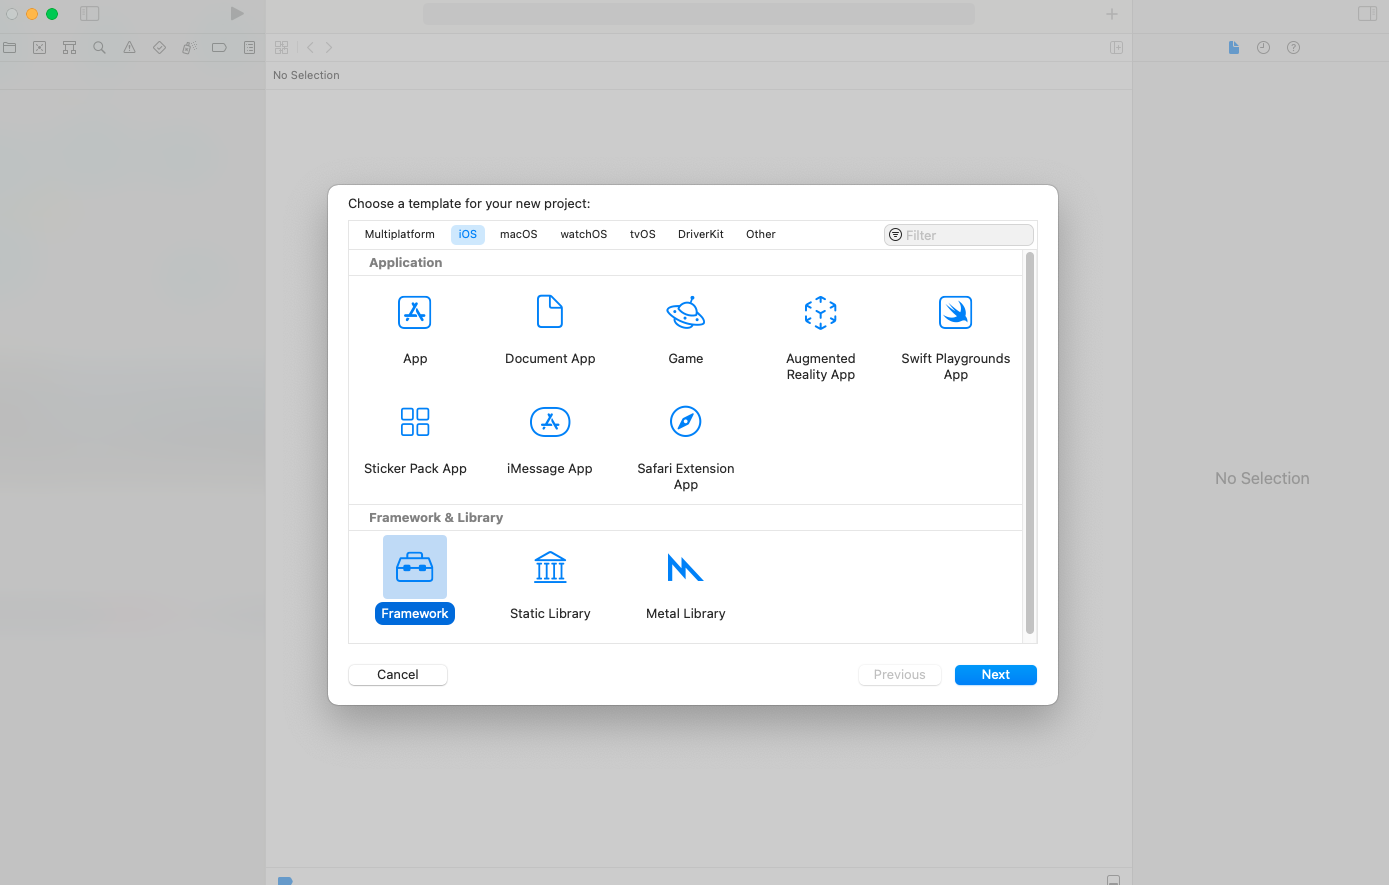 No Selection
Choose a template for your new project:
Multiplatform iOS macOS watchOS tvOS DriverKit Other Filter
Application
App Document App Game Augmented Reality App Swift Playgrounds App
Sticker Pack App iMessage App Safari Extension App
No Selection
Framework & Library
Framework Static Library Metal Library
Cancel Previous Next